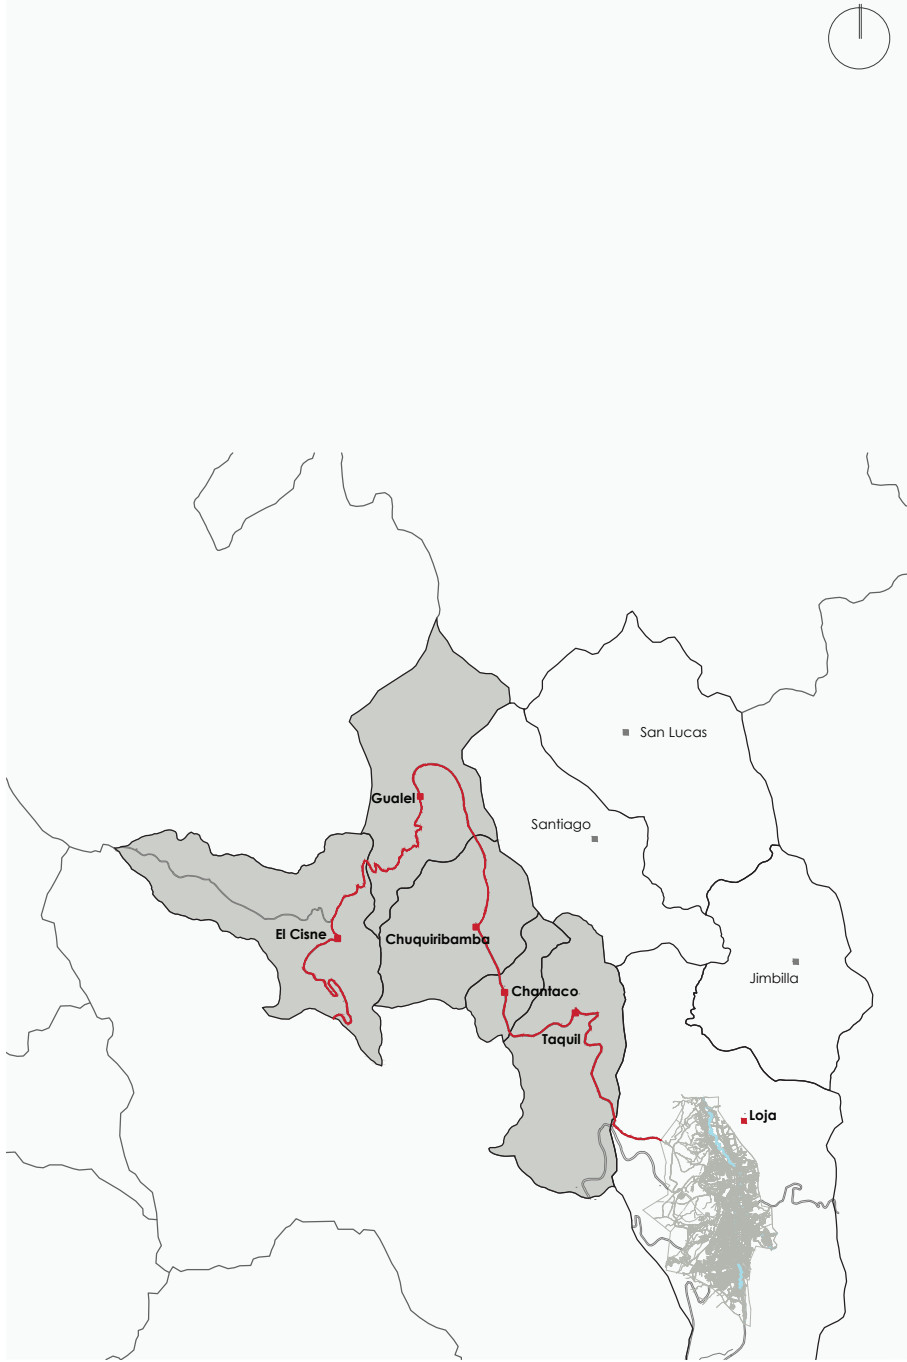 San Lucas
Gualel
Santiago
El Cisne
Chuquiribamba
Jimbilla
Chantaco
Taquil
Loja